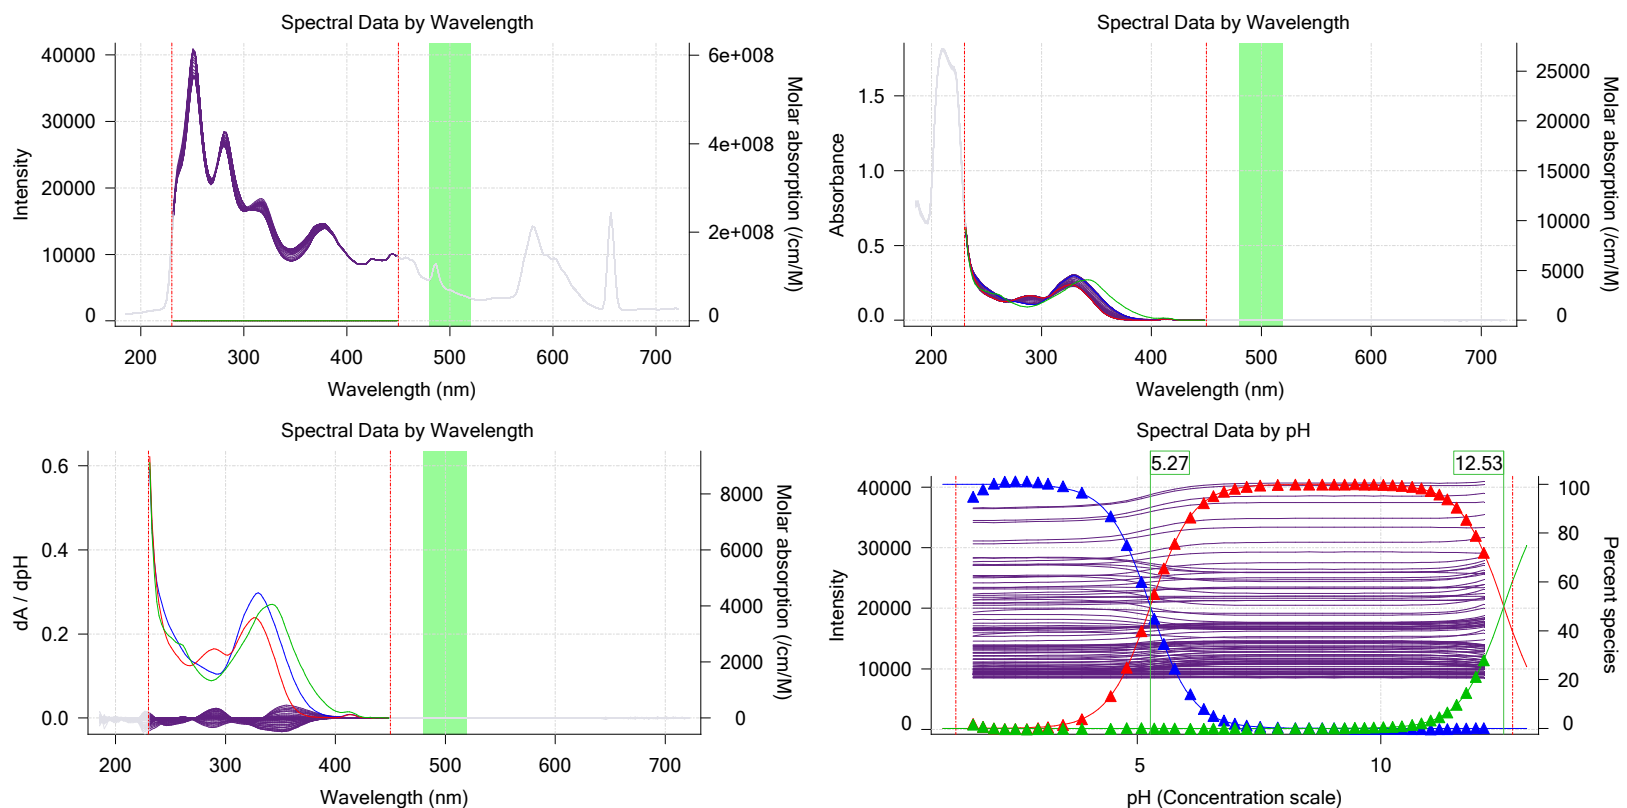 Spectral Data by Wavelength
40000
30000
20000
10000
0
Intensity
6e+008
4e+008
2e+008
0
Molar absorption (/cm/M)
200 300 400 500 600 700
Wavelength (nm)
Spectral Data by Wavelength
1.5
1.0
0.5
0.0
Absorbance
25000
20000
15000
10000
5000
0
Molar absorption (/cm/M)
200 300 400 500 600 700
Wavelength (nm)
Spectral Data by Wavelength
0.6
0.4
0.2
0.0
dA / dpH
8000
6000
4000
2000
0
Molar absorption (/cm/M)
200 300 400 500 600 700
Wavelength (nm)
Spectral Data by pH
5.27 12.53
40000
30000
20000
10000
0
Intensity
100
80
60
40
20
0
Percent species
5 10
pH (Concentration scale)